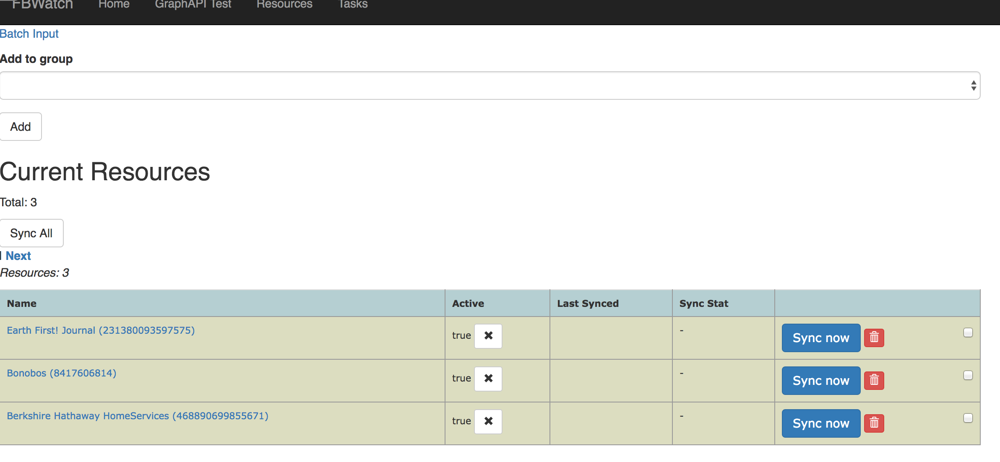 FBWatch Home GraphAPI Test Resources Tasks
Batch Input
Add to group
Add
Current Resources
Total: 3
Sync All
| Next
Resources: 3
Name Active Last Synced Sync Stat
Earth First! Journal (231380093597575) true - Sync now
Bonobos (8417606814) true - Sync now
Berkshire Hathaway HomeServices (468890699855671) true - Sync now